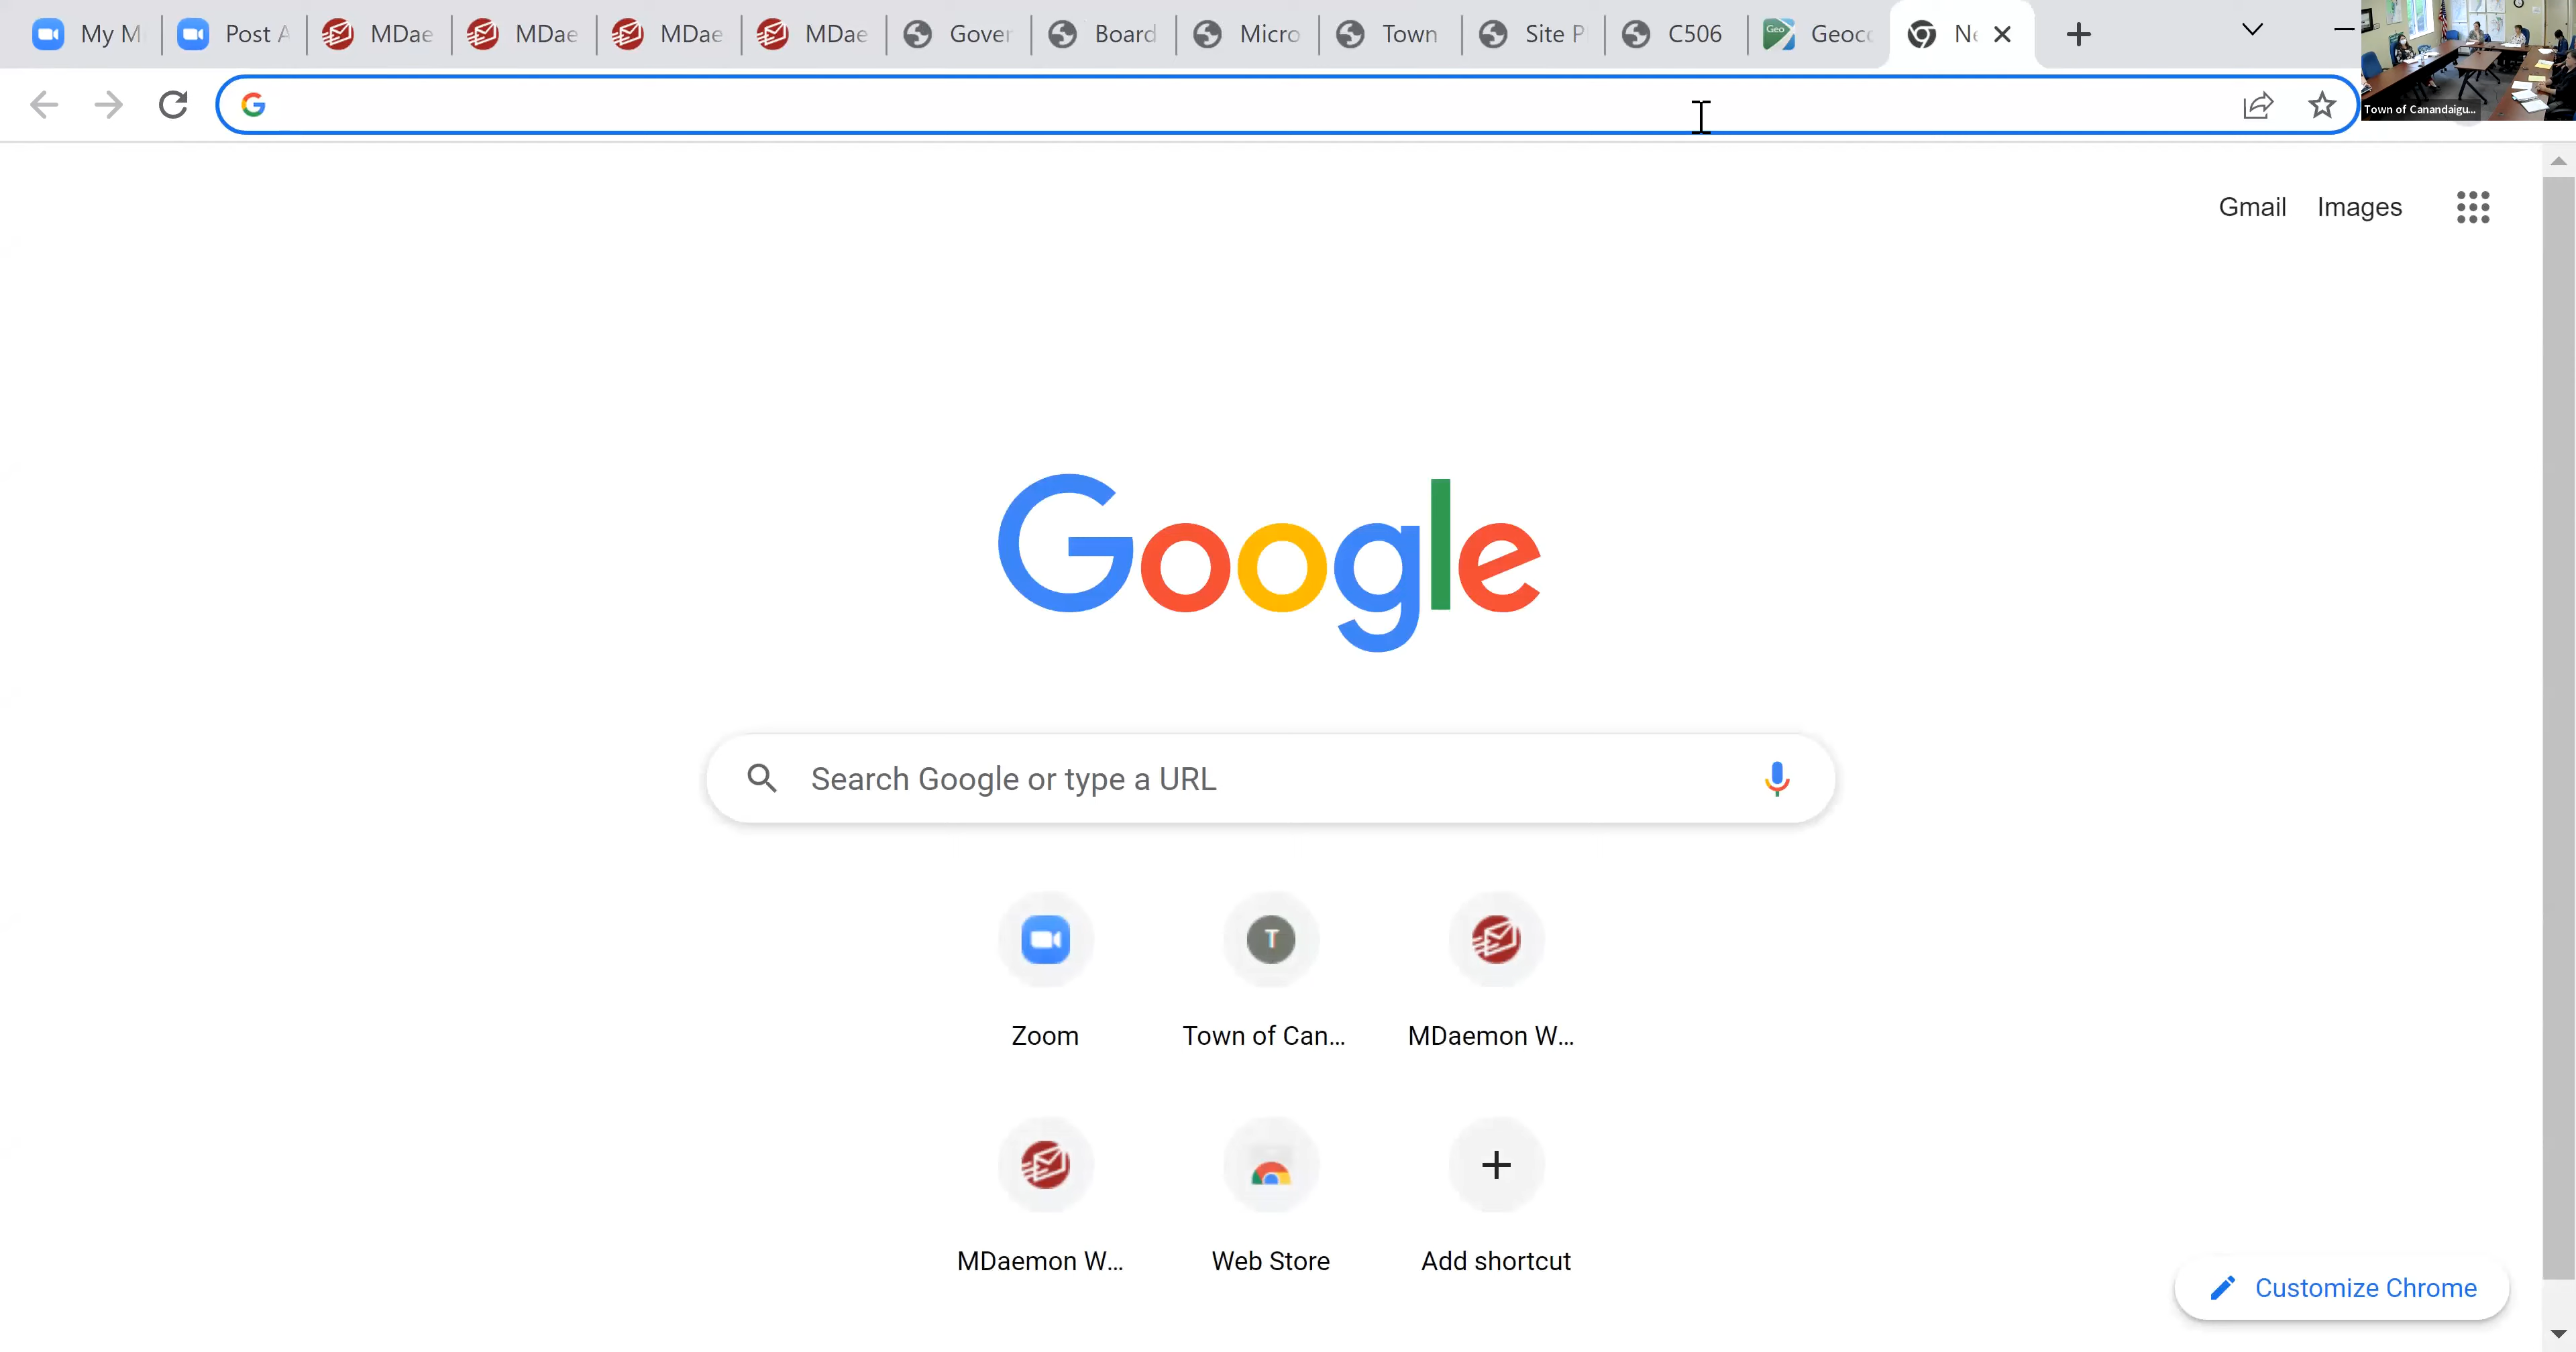 My M Post A MDae MDae MDae MDae Gover Board Micro Town Site P C506 Geoc Ne
Town of Canandaigu...
Gmail Images
Google
Search Google or type a URL
Zoom Town of Can... MDaemon W...
MDaemon W... Web Store Add shortcut
Customize Chrome